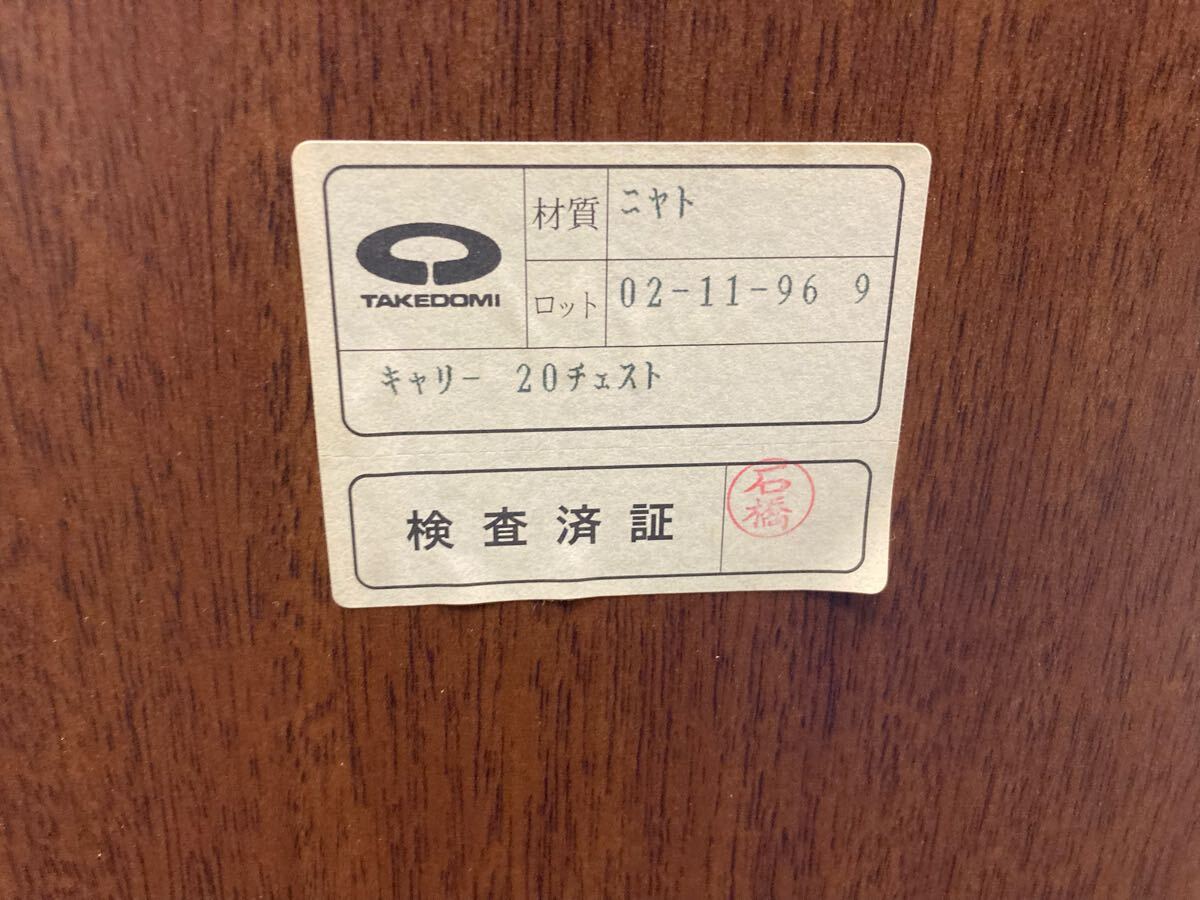 TAKEDOMI
材質 ニヤト
ロット 02-11-96 9
キャリー 20チェスト
検査済証
石橋